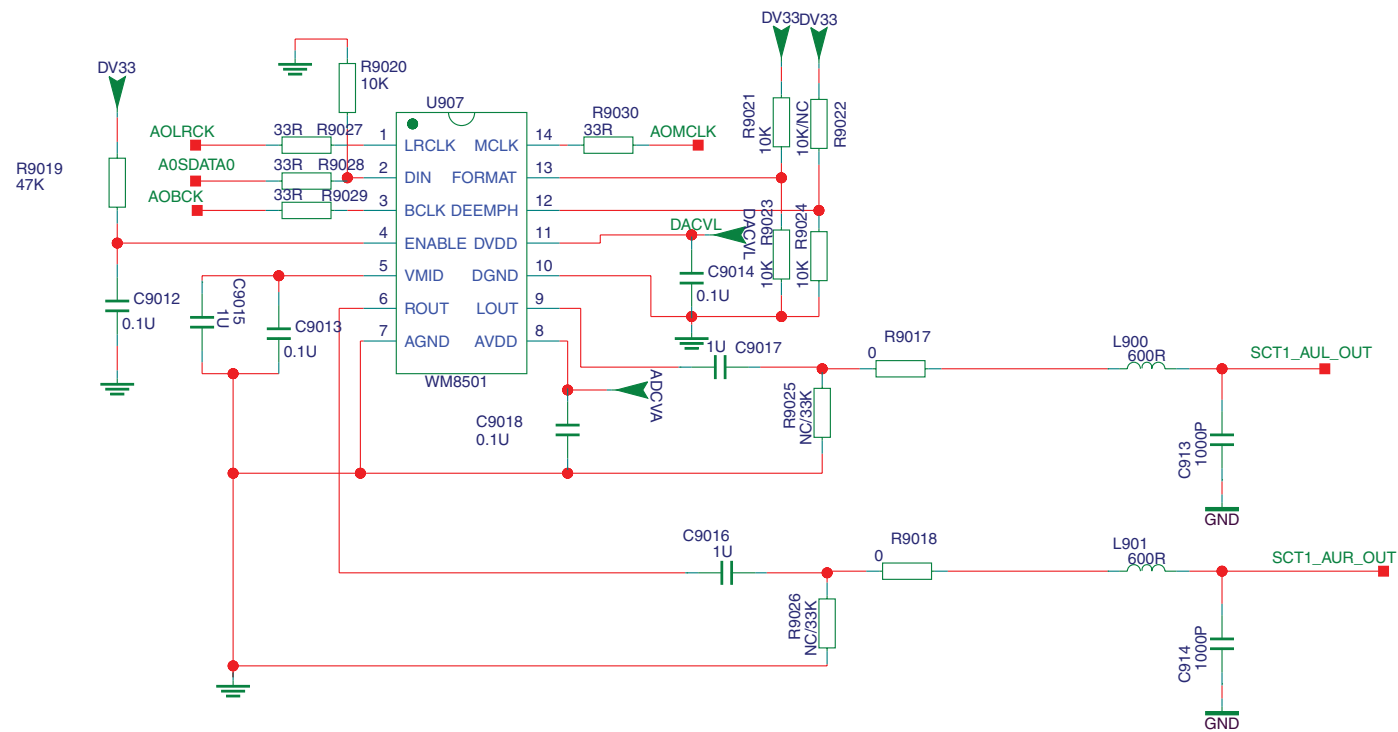 DV33 DV33
R9020
10K
DV33
U907
R9021
10K
10K/NC
R9022
R9030
33R
AOMCLK
AOLRCK
33R R9027
1
LRCLK
MCLK
14
R9019
47K
A0SDATA0
33R R9028
2
DIN
FORMAT
13
AOBCK
33R R9029
3
BCLK
DEEMPH
12
R9023
10K
R9024
10K
DACVL
DACVL
4
ENABLE
DVDD
11
5
VMID
DGND
10
C9014
0.1U
C9012
0.1U
C9015
1U
C9013
0.1U
6
ROUT
LOUT
9
7
AGND
AVDD
8
WM8501
1U C9017
R9017
0
L900
600R
SCT1_AUL_OUT
ADCVA
C9018
0.1U
R9025
NC/33K
C913
1000P
GND
C9016
1U
R9018
0
L901
600R
SCT1_AUR_OUT
R9026
NC/33K
C914
1000P
GND